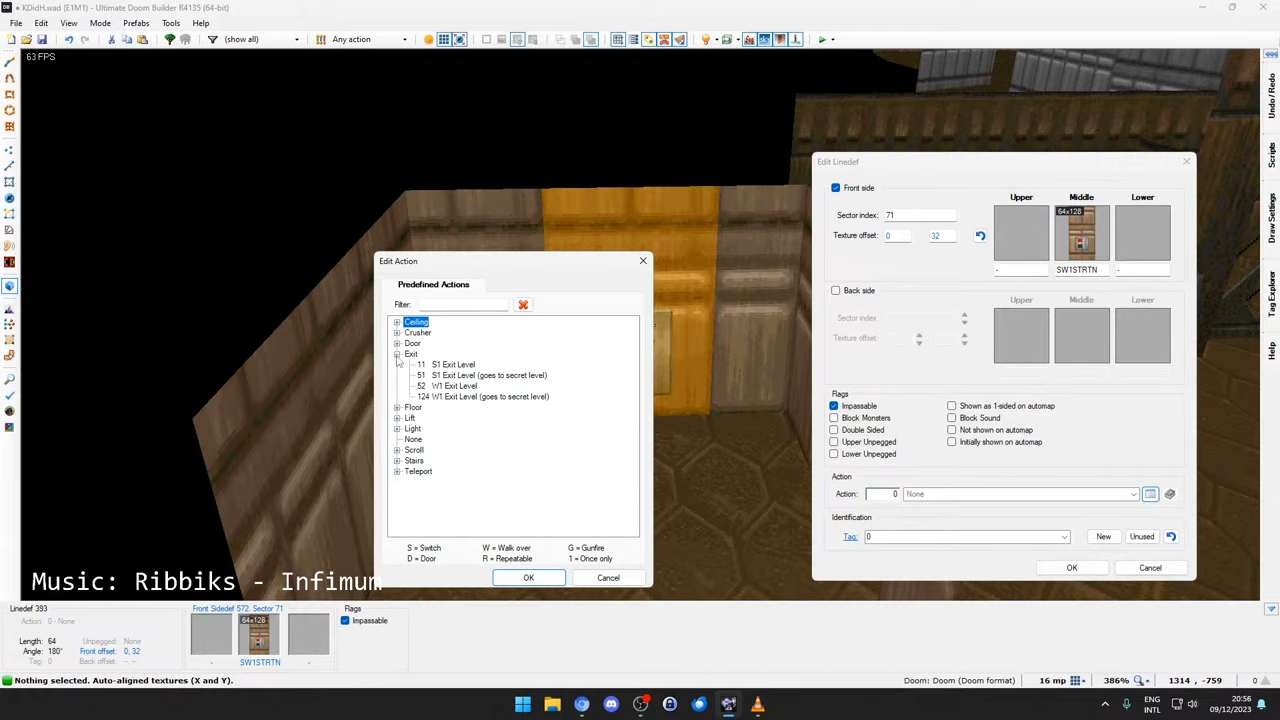 KDidH.wad (E1M1) - Ultimate Doom Builder R4135 (64-bit)
File Edit View Mode Prefabs Tools Help
(show all) Any action
63 FPS
Undo / Redo
Scripts
Draw Settings
Tag Explorer
Help
Edit Linedef
Front side
Upper Middle Lower
Sector index: 71
64x128
Texture offset: 0 32
- SW1STRTN -
Back side
Upper Middle Lower
Sector index:
Texture offset:
Flags
Impassable Shown as 1-sided on automap
Block Monsters Block Sound
Double Sided Not shown on automap
Upper Unpegged Initially shown on automap
Lower Unpegged
Action
Action: 0 None
Identification
Tag: 0 New Unused
OK Cancel
Edit Action
Predefined Actions
Filter:
Ceiling
Crusher
Door
Exit
11 S1 Exit Level
51 S1 Exit Level (goes to secret level)
52 W1 Exit Level
124 W1 Exit Level (goes to secret level)
Floor
Lift
Light
None
Scroll
Stairs
Teleport
S = Switch W = Walk over G = Gunfire
D = Door R = Repeatable 1 = Once only
OK Cancel
Music: Ribbiks - Infimum
Linedef 393
Action: 0 - None
Length: 64 Unpegged: None
Angle: 180° Front offset: 0, 32
Tag: 0 Back offset: --, --
Front Sidedef 572. Sector 71
64x128
- SW1STRTN -
Flags
Impassable
Nothing selected. Auto-aligned textures (X and Y).
Doom: Doom (Doom format) 16 mp 386% 1314 , -759 0
ENG
INTL
20:56
09/12/2023